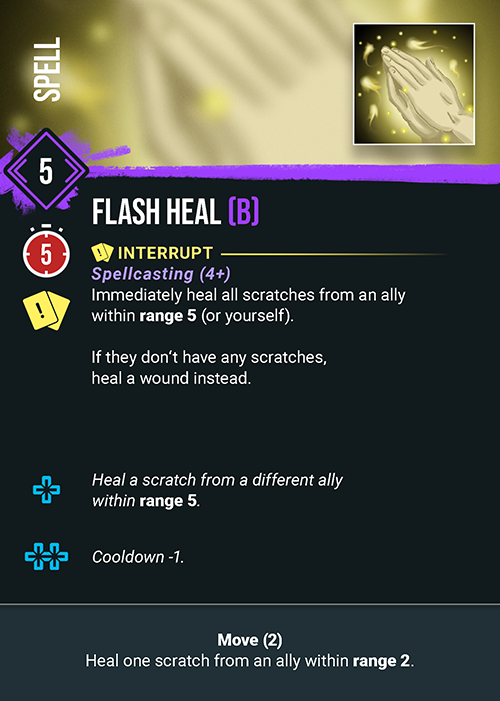 SPELL
5
FLASH HEAL (B)
5
! INTERRUPT
Spellcasting (4+)
!
Immediately heal all scratches from an ally
within range 5 (or yourself).
If they don‘t have any scratches,
heal a wound instead.
Heal a scratch from a different ally
within range 5.
Cooldown -1.
Move (2)
Heal one scratch from an ally within range 2.